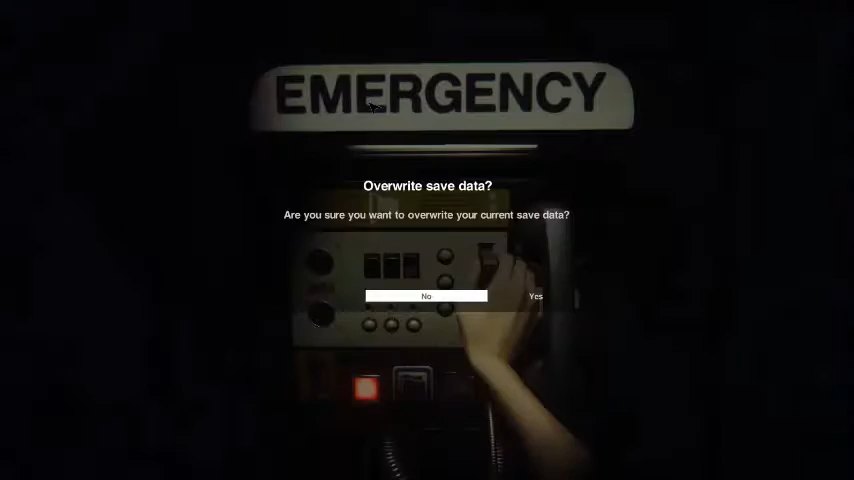 EMERGENCY
Overwrite save data?
Are you sure you want to overwrite your current save data?
No Yes